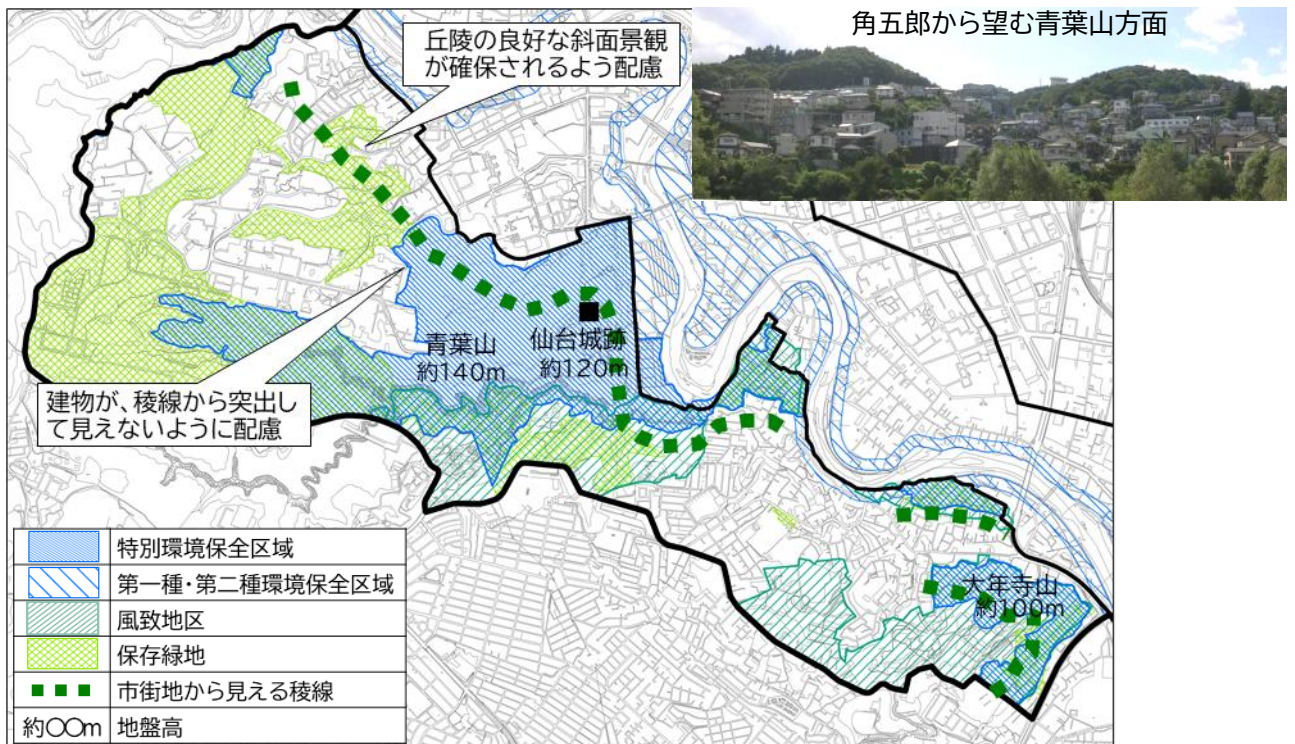 角五郎から望む青葉山方面
丘陵の良好な斜面景観
が確保されるよう配慮
青葉山
約140m
仙台城跡
約120m
建物が、稜線から突出し
て見えないように配慮
大年寺山
約100m
特別環境保全区域
第一種・第二種環境保全区域
風致地区
保存緑地
市街地から見える稜線
約〇〇m 地盤高